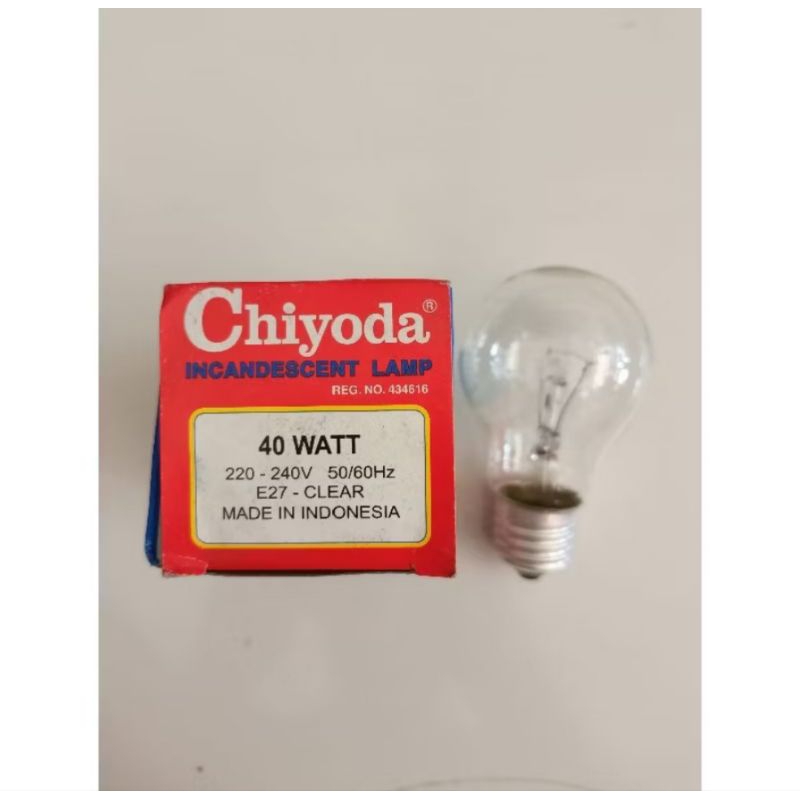 Chiyoda®
INCANDESCENT LAMP
REG. NO. 434616
40 WATT
220 - 240V 50/60Hz
E27 - CLEAR
MADE IN INDONESIA